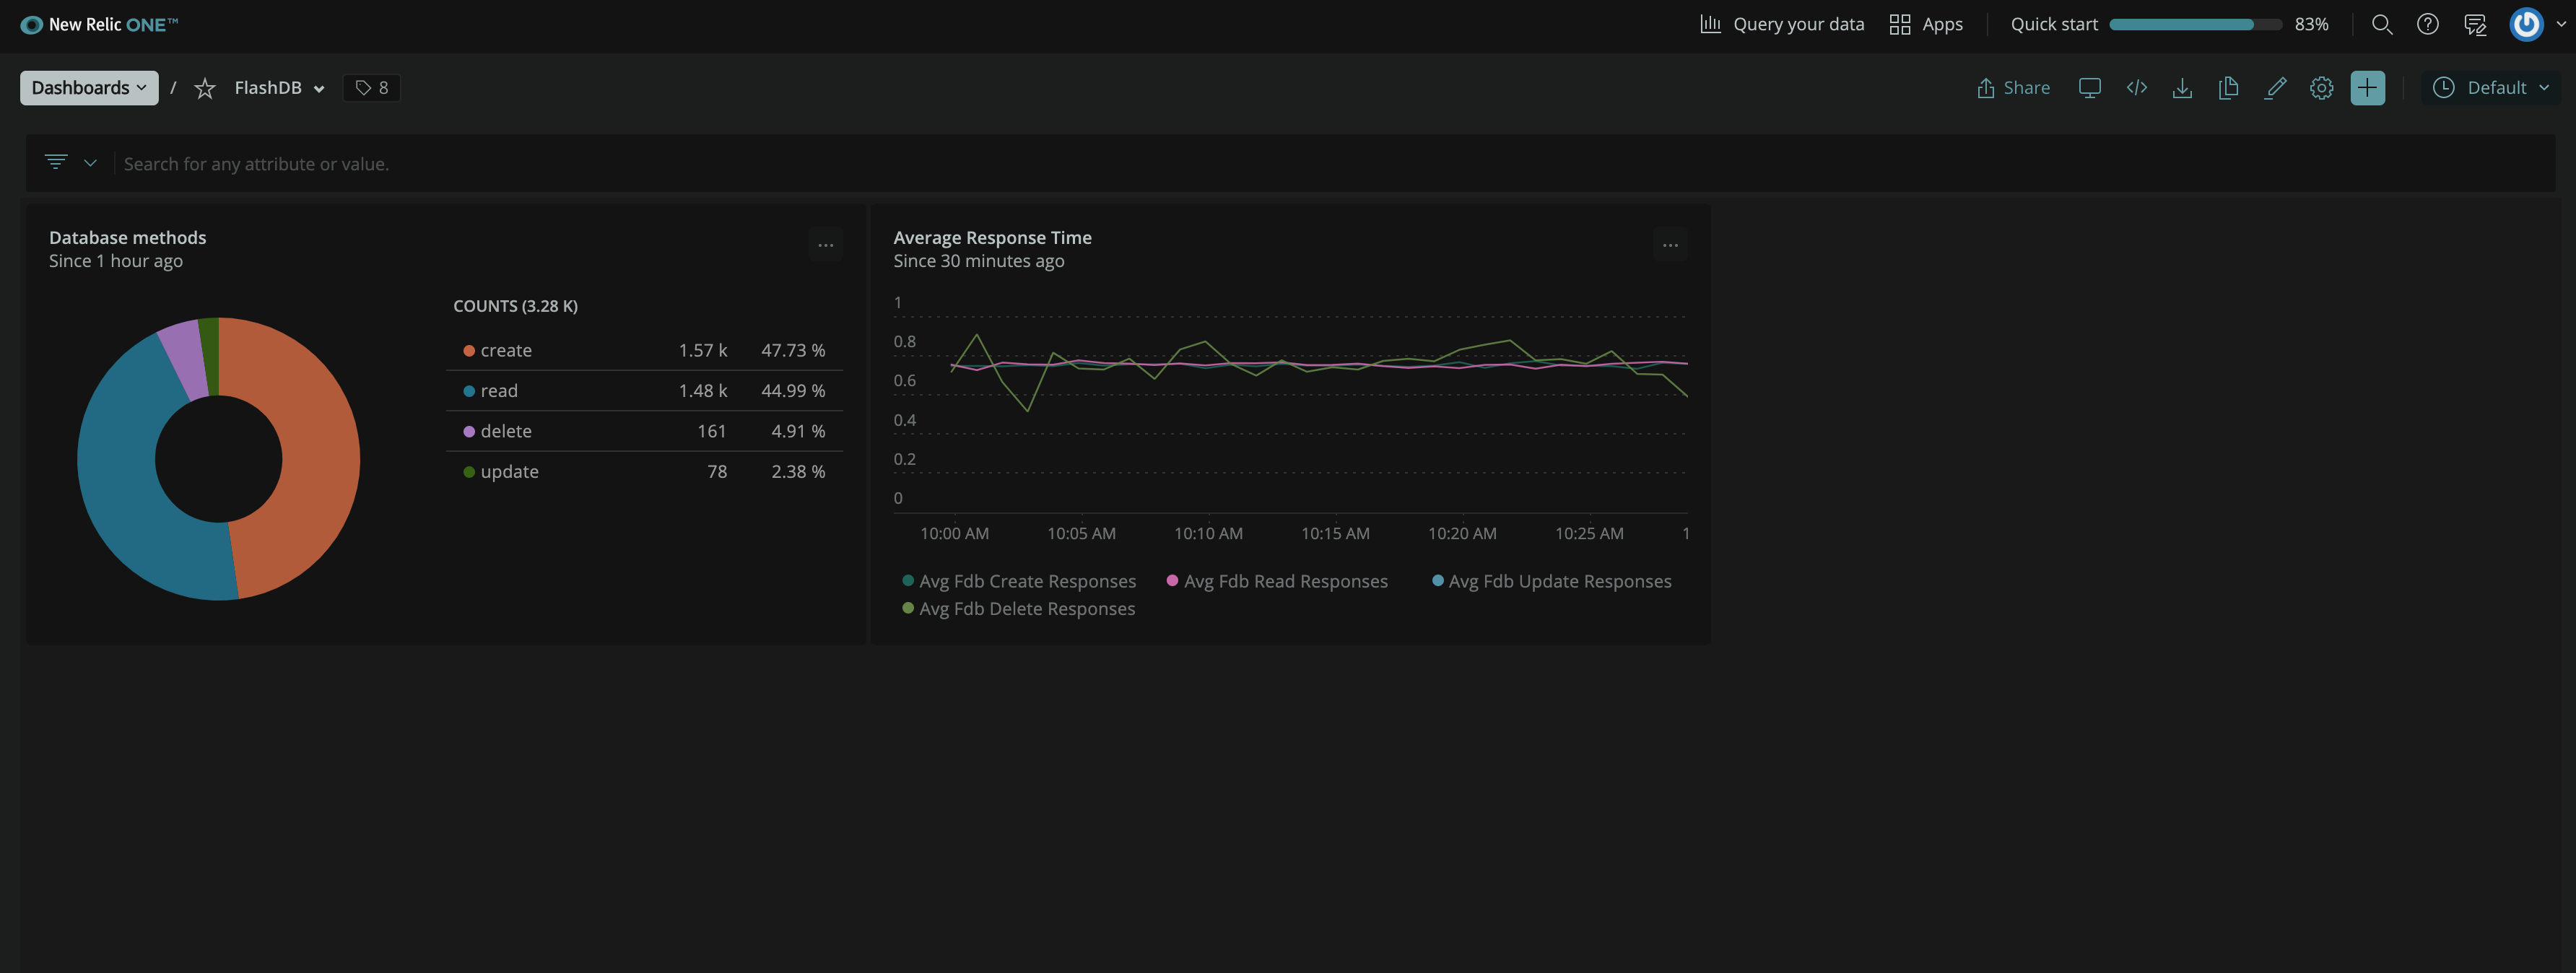 New Relic ONE™
Query your data
Apps
Quick start
83%
Dashboards
/
FlashDB
8
Share
</>
Default
Search for any attribute or value.
Database methods
Since 1 hour ago
...
COUNTS (3.28 K)
create 1.57 k 47.73 %
read 1.48 k 44.99 %
delete 161 4.91 %
update 78 2.38 %
Average Response Time
Since 30 minutes ago
...
1
0.8
0.6
0.4
0.2
0
10:00 AM 10:05 AM 10:10 AM 10:15 AM 10:20 AM 10:25 AM 1
Avg Fdb Create Responses Avg Fdb Read Responses Avg Fdb Update Responses
Avg Fdb Delete Responses